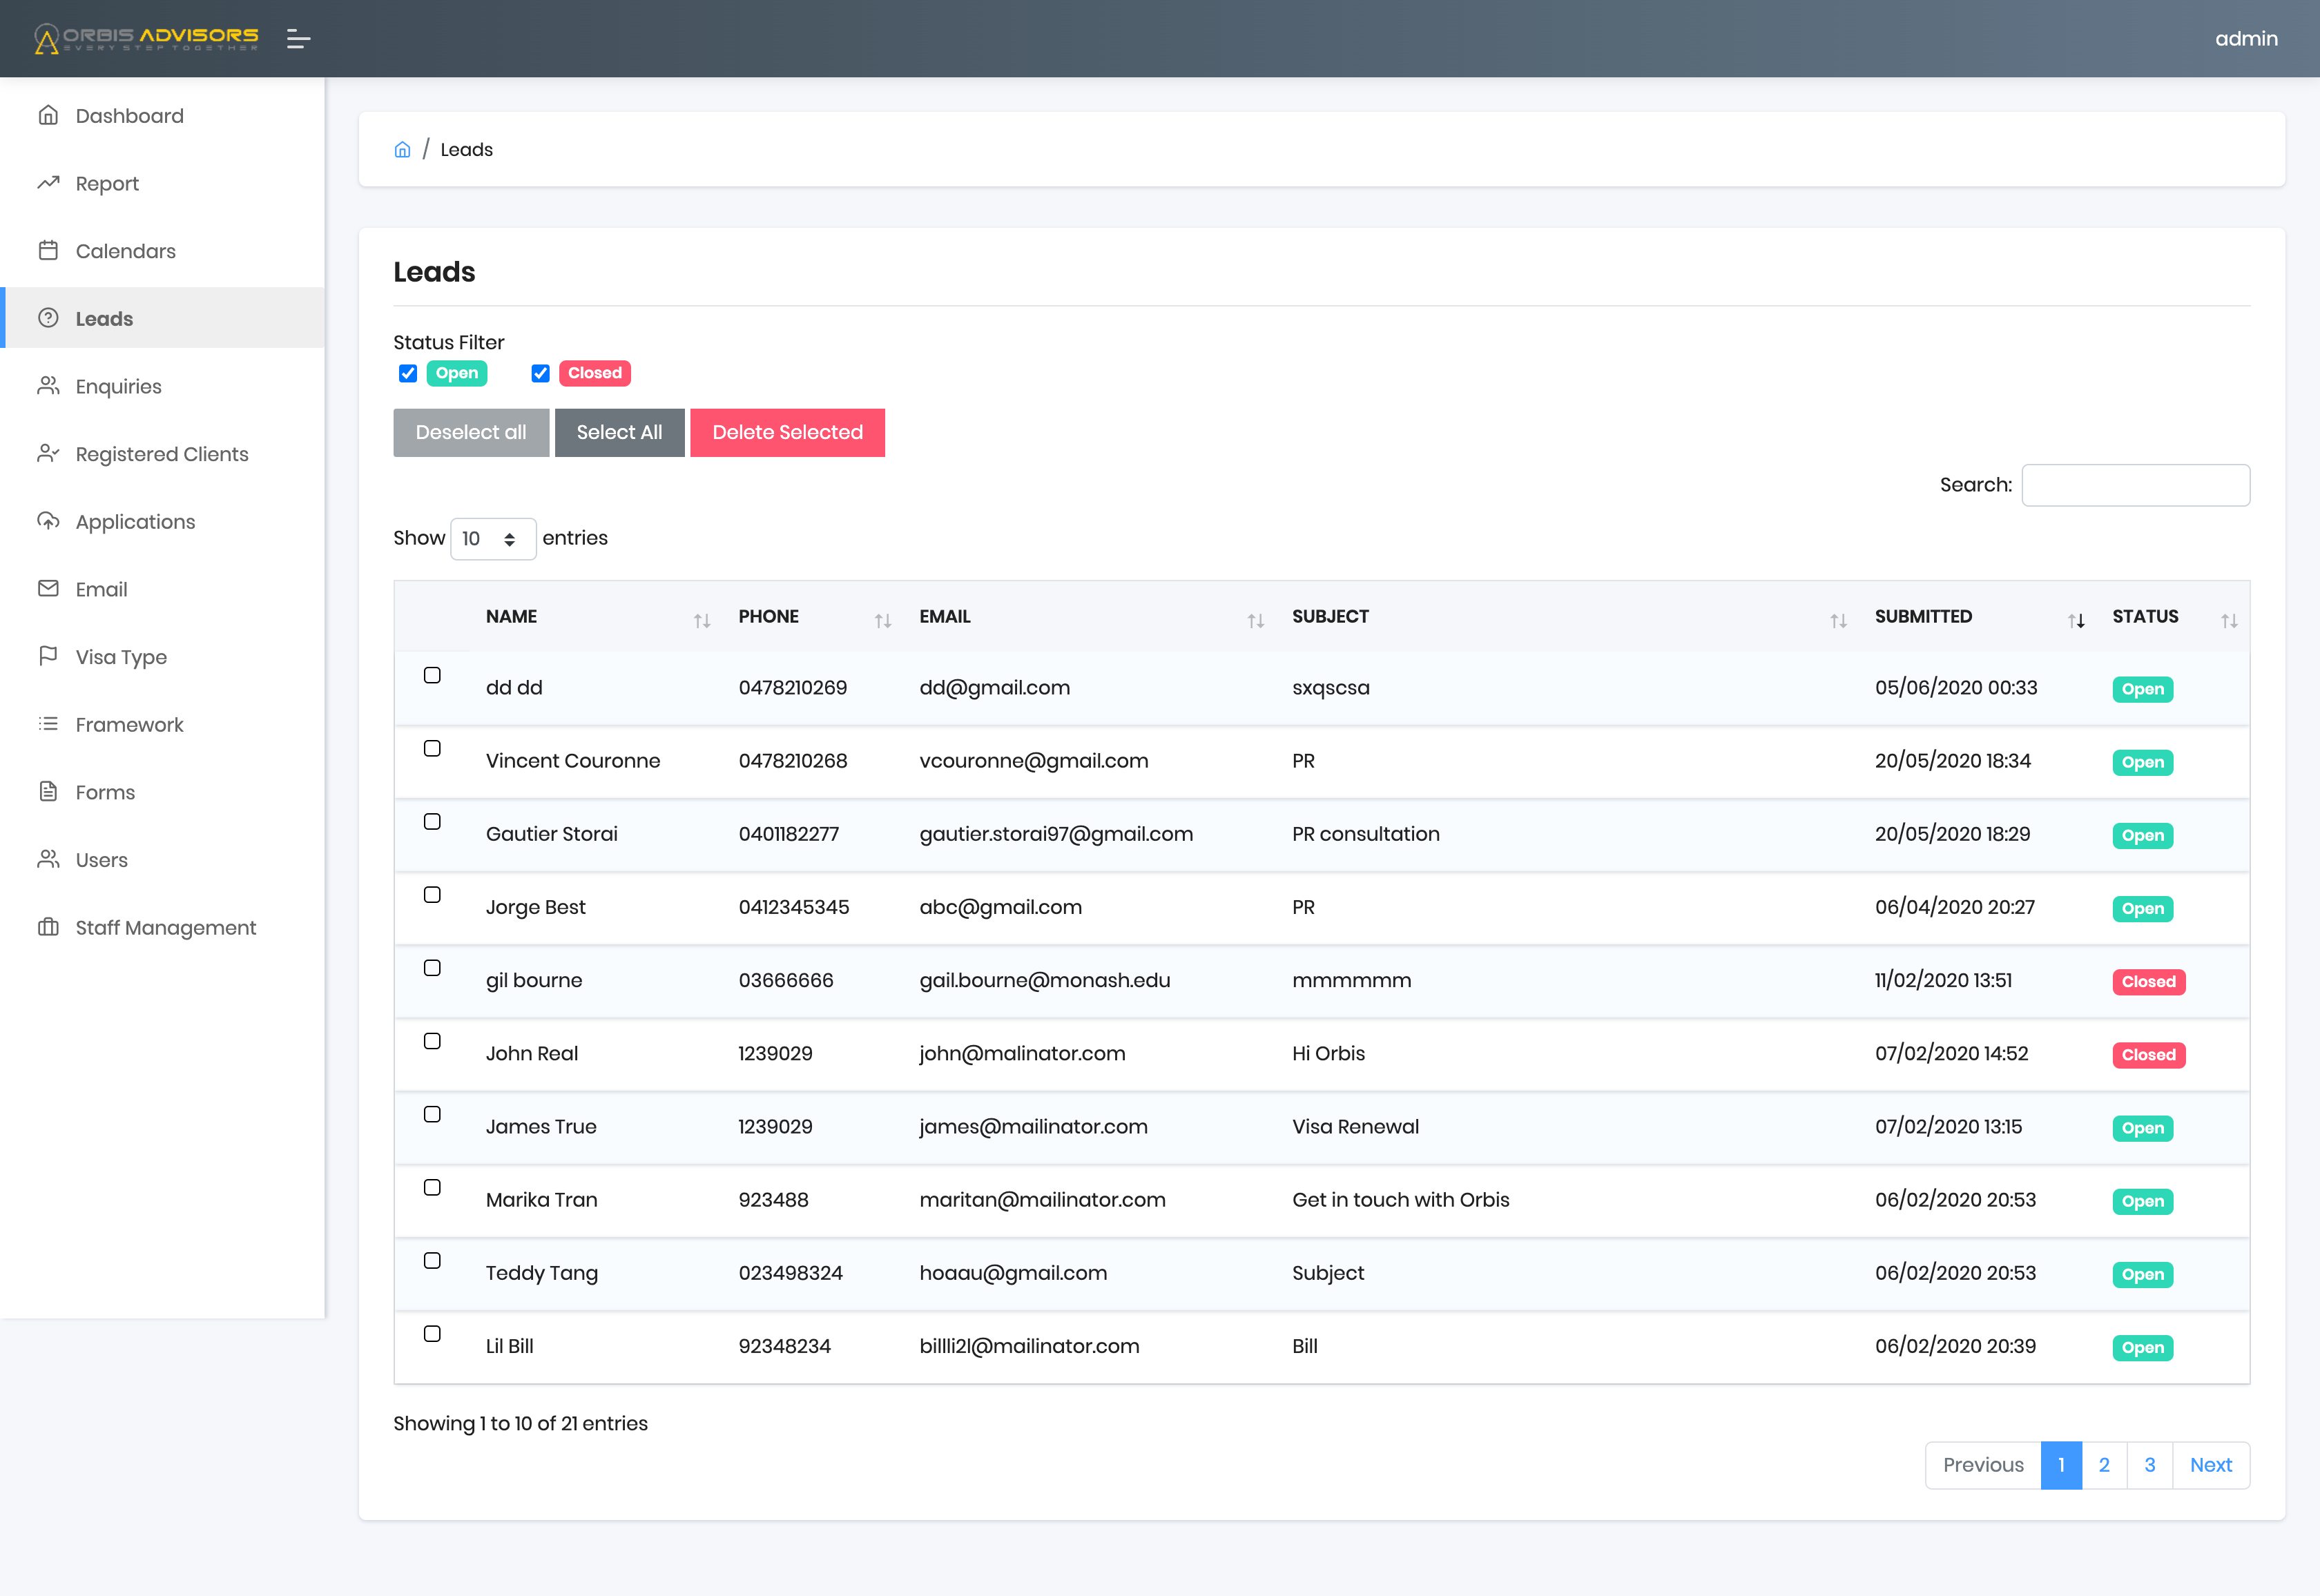 ORBIS ADVISORS
EVERY STEP TOGETHER
admin
Dashboard
Report
Calendars
Leads
Enquiries
Registered Clients
Applications
Email
Visa Type
Framework
Forms
Users
Staff Management
/ Leads
Leads
Status Filter
Open Closed
Deselect all Select All Delete Selected
Search:
Show 10 entries
NAME PHONE EMAIL SUBJECT SUBMITTED STATUS
dd dd 0478210269 dd@gmail.com sxqscsa 05/06/2020 00:33 Open
Vincent Couronne 0478210268 vcouronne@gmail.com PR 20/05/2020 18:34 Open
Gautier Storai 0401182277 gautier.storai97@gmail.com PR consultation 20/05/2020 18:29 Open
Jorge Best 0412345345 abc@gmail.com PR 06/04/2020 20:27 Open
gil bourne 03666666 gail.bourne@monash.edu mmmmmm 11/02/2020 13:51 Closed
John Real 1239029 john@malinator.com Hi Orbis 07/02/2020 14:52 Closed
James True 1239029 james@mailinator.com Visa Renewal 07/02/2020 13:15 Open
Marika Tran 923488 maritan@mailinator.com Get in touch with Orbis 06/02/2020 20:53 Open
Teddy Tang 023498324 hoaau@gmail.com Subject 06/02/2020 20:53 Open
Lil Bill 92348234 billli2l@mailinator.com Bill 06/02/2020 20:39 Open
Showing 1 to 10 of 21 entries
Previous 1 2 3 Next